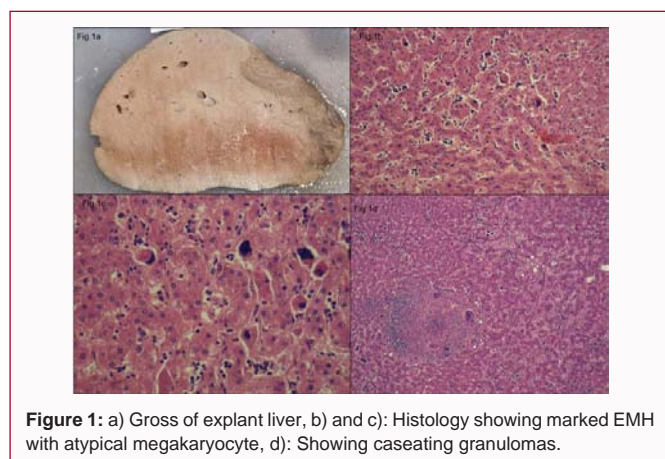 Fig 1a
Fig 1b
Fig 1c
Fig 1d
Figure 1: a) Gross of explant liver, b) and c): Histology showing marked EMH
with atypical megakaryocyte, d): Showing caseating granulomas.